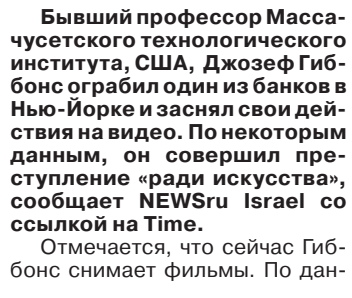 Бывший профессор Масса-
чусетского технологического
института, США, Джозеф Гиб-
бонс ограбил один из банков в
Нью-Йорке и заснял свои дей-
ствия на видео. По некоторым
данным, он совершил пре-
ступление «ради искусства»,
сообщает NEWSru Israel со
ссылкой на Time.
Отмечается, что сейчас Гиб-
бонс снимает фильмы. По дан-